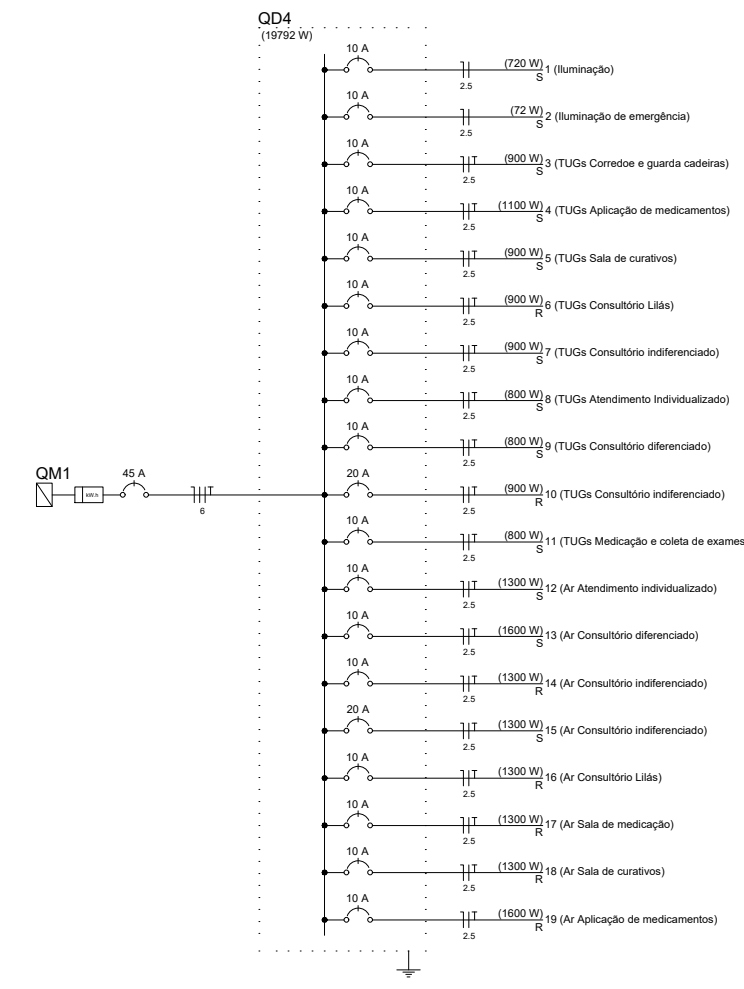 QD4
(19792 W)
10 A
(720 W) 1 (Iluminação)
2.5 S
10 A
(72 W) 2 (Iluminação de emergência)
2.5 S
10 A
(900 W) 3 (TUGs Corredoe e guarda cadeiras)
2.5 S
10 A
(1100 W) 4 (TUGs Aplicação de medicamentos)
2.5 S
10 A
(900 W) 5 (TUGs Sala de curativos)
2.5 S
10 A
(900 W) 6 (TUGs Consultório Lilás)
2.5 R
10 A
(900 W) 7 (TUGs Consultório indiferenciado)
2.5 S
10 A
(800 W) 8 (TUGs Atendimento Individualizado)
2.5 S
10 A
(800 W) 9 (TUGs Consultório diferenciado)
2.5 S
QM1 45 A 20 A
kW.h
(900 W) 10 (TUGs Consultório indiferenciado)
6 2.5 R
10 A
(800 W) 11 (TUGs Medicação e coleta de exames
2.5 S
10 A
(1300 W) 12 (Ar Atendimento individualizado)
2.5 S
10 A
(1600 W) 13 (Ar Consultório diferenciado)
2.5 S
10 A
(1300 W) 14 (Ar Consultório indiferenciado)
2.5 R
20 A
(1300 W) 15 (Ar Consultório indiferenciado)
2.5 S
10 A
(1300 W) 16 (Ar Consultório Lilás)
2.5 R
10 A
(1300 W) 17 (Ar Sala de medicação)
2.5 R
10 A
(1300 W) 18 (Ar Sala de curativos)
2.5 R
10 A
(1600 W) 19 (Ar Aplicação de medicamentos)
2.5 R